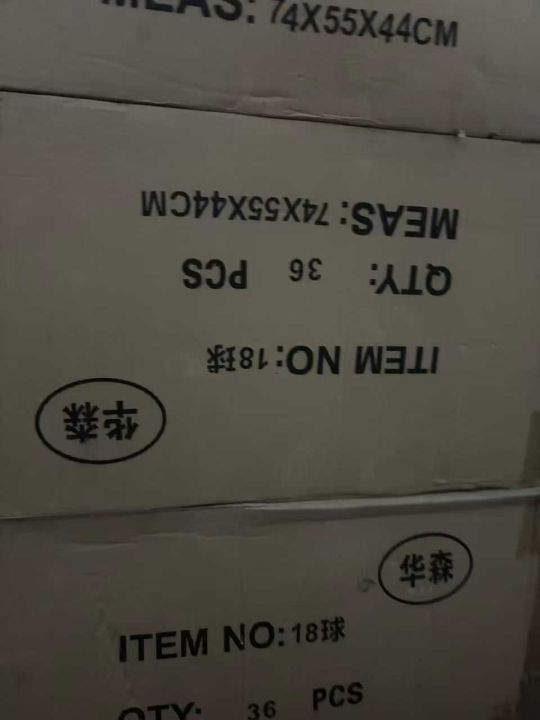 MEAS: 74X55X44CM
华森
ITEM NO:18球
QTY: 36 PCS
MEAS: 74X55X44CM
华森
ITEM NO:18球
QTY: 36 PCS